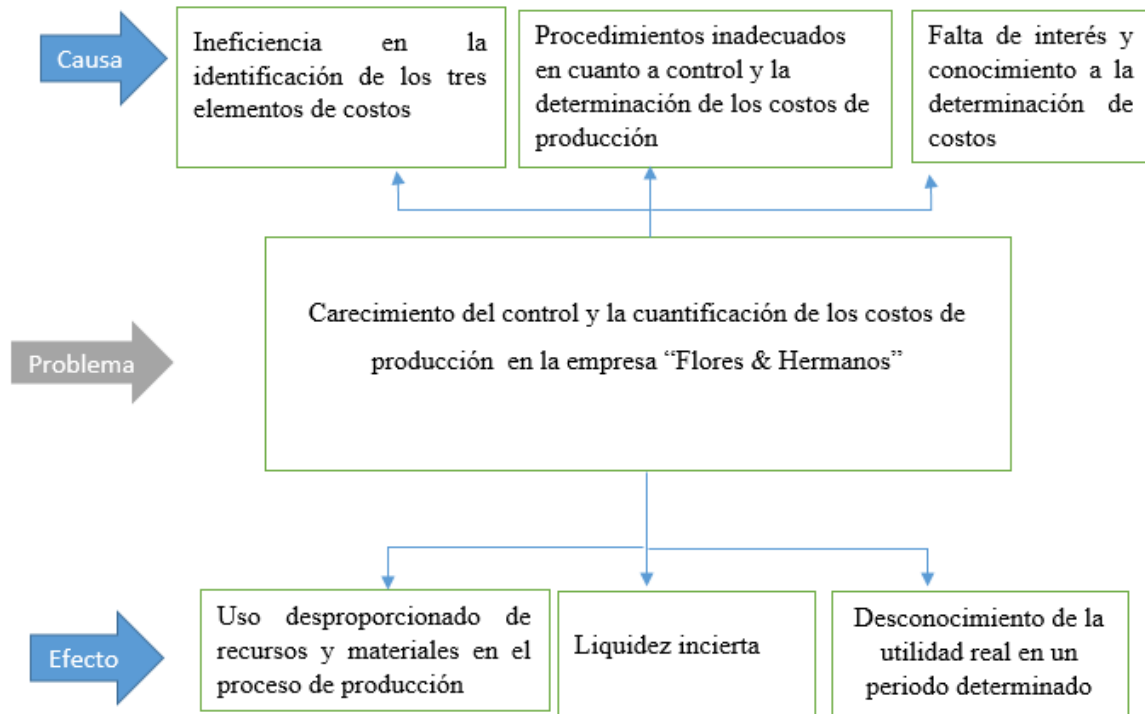 Causa
Ineficiencia en la
identificación de los tres
elementos de costos
Procedimientos inadecuados
en cuanto a control y la
determinación de los costos de
producción
Falta de interés y
conocimiento a la
determinación de
costos
Problema
Carecimiento del control y la cuantificación de los costos de
producción en la empresa “Flores & Hermanos”
Efecto
Uso desproporcionado de
recursos y materiales en el
proceso de producción
Liquidez incierta
Desconocimiento de la
utilidad real en un
periodo determinado